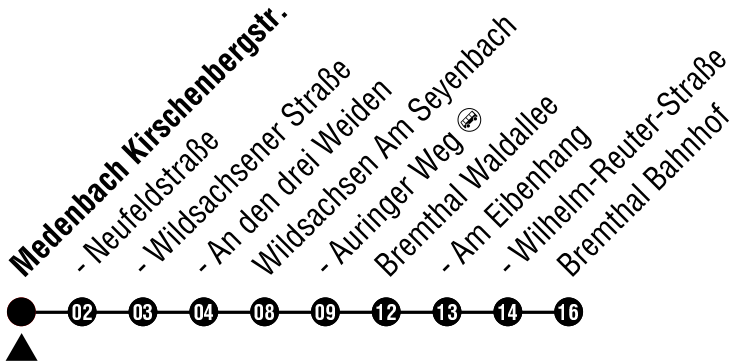 Medenbach Kirschenbergstr.
- Neufeldstraße
- Wildsachsener Straße
- An den drei Weiden
Wildsachsen Am Seyenbach
- Auringer Weg
Bremthal Waldallee
- Am Eibenhang
- Wilhelm-Reuter-Straße
Bremthal Bahnhof
02 03 04 08 09 12 13 14 16